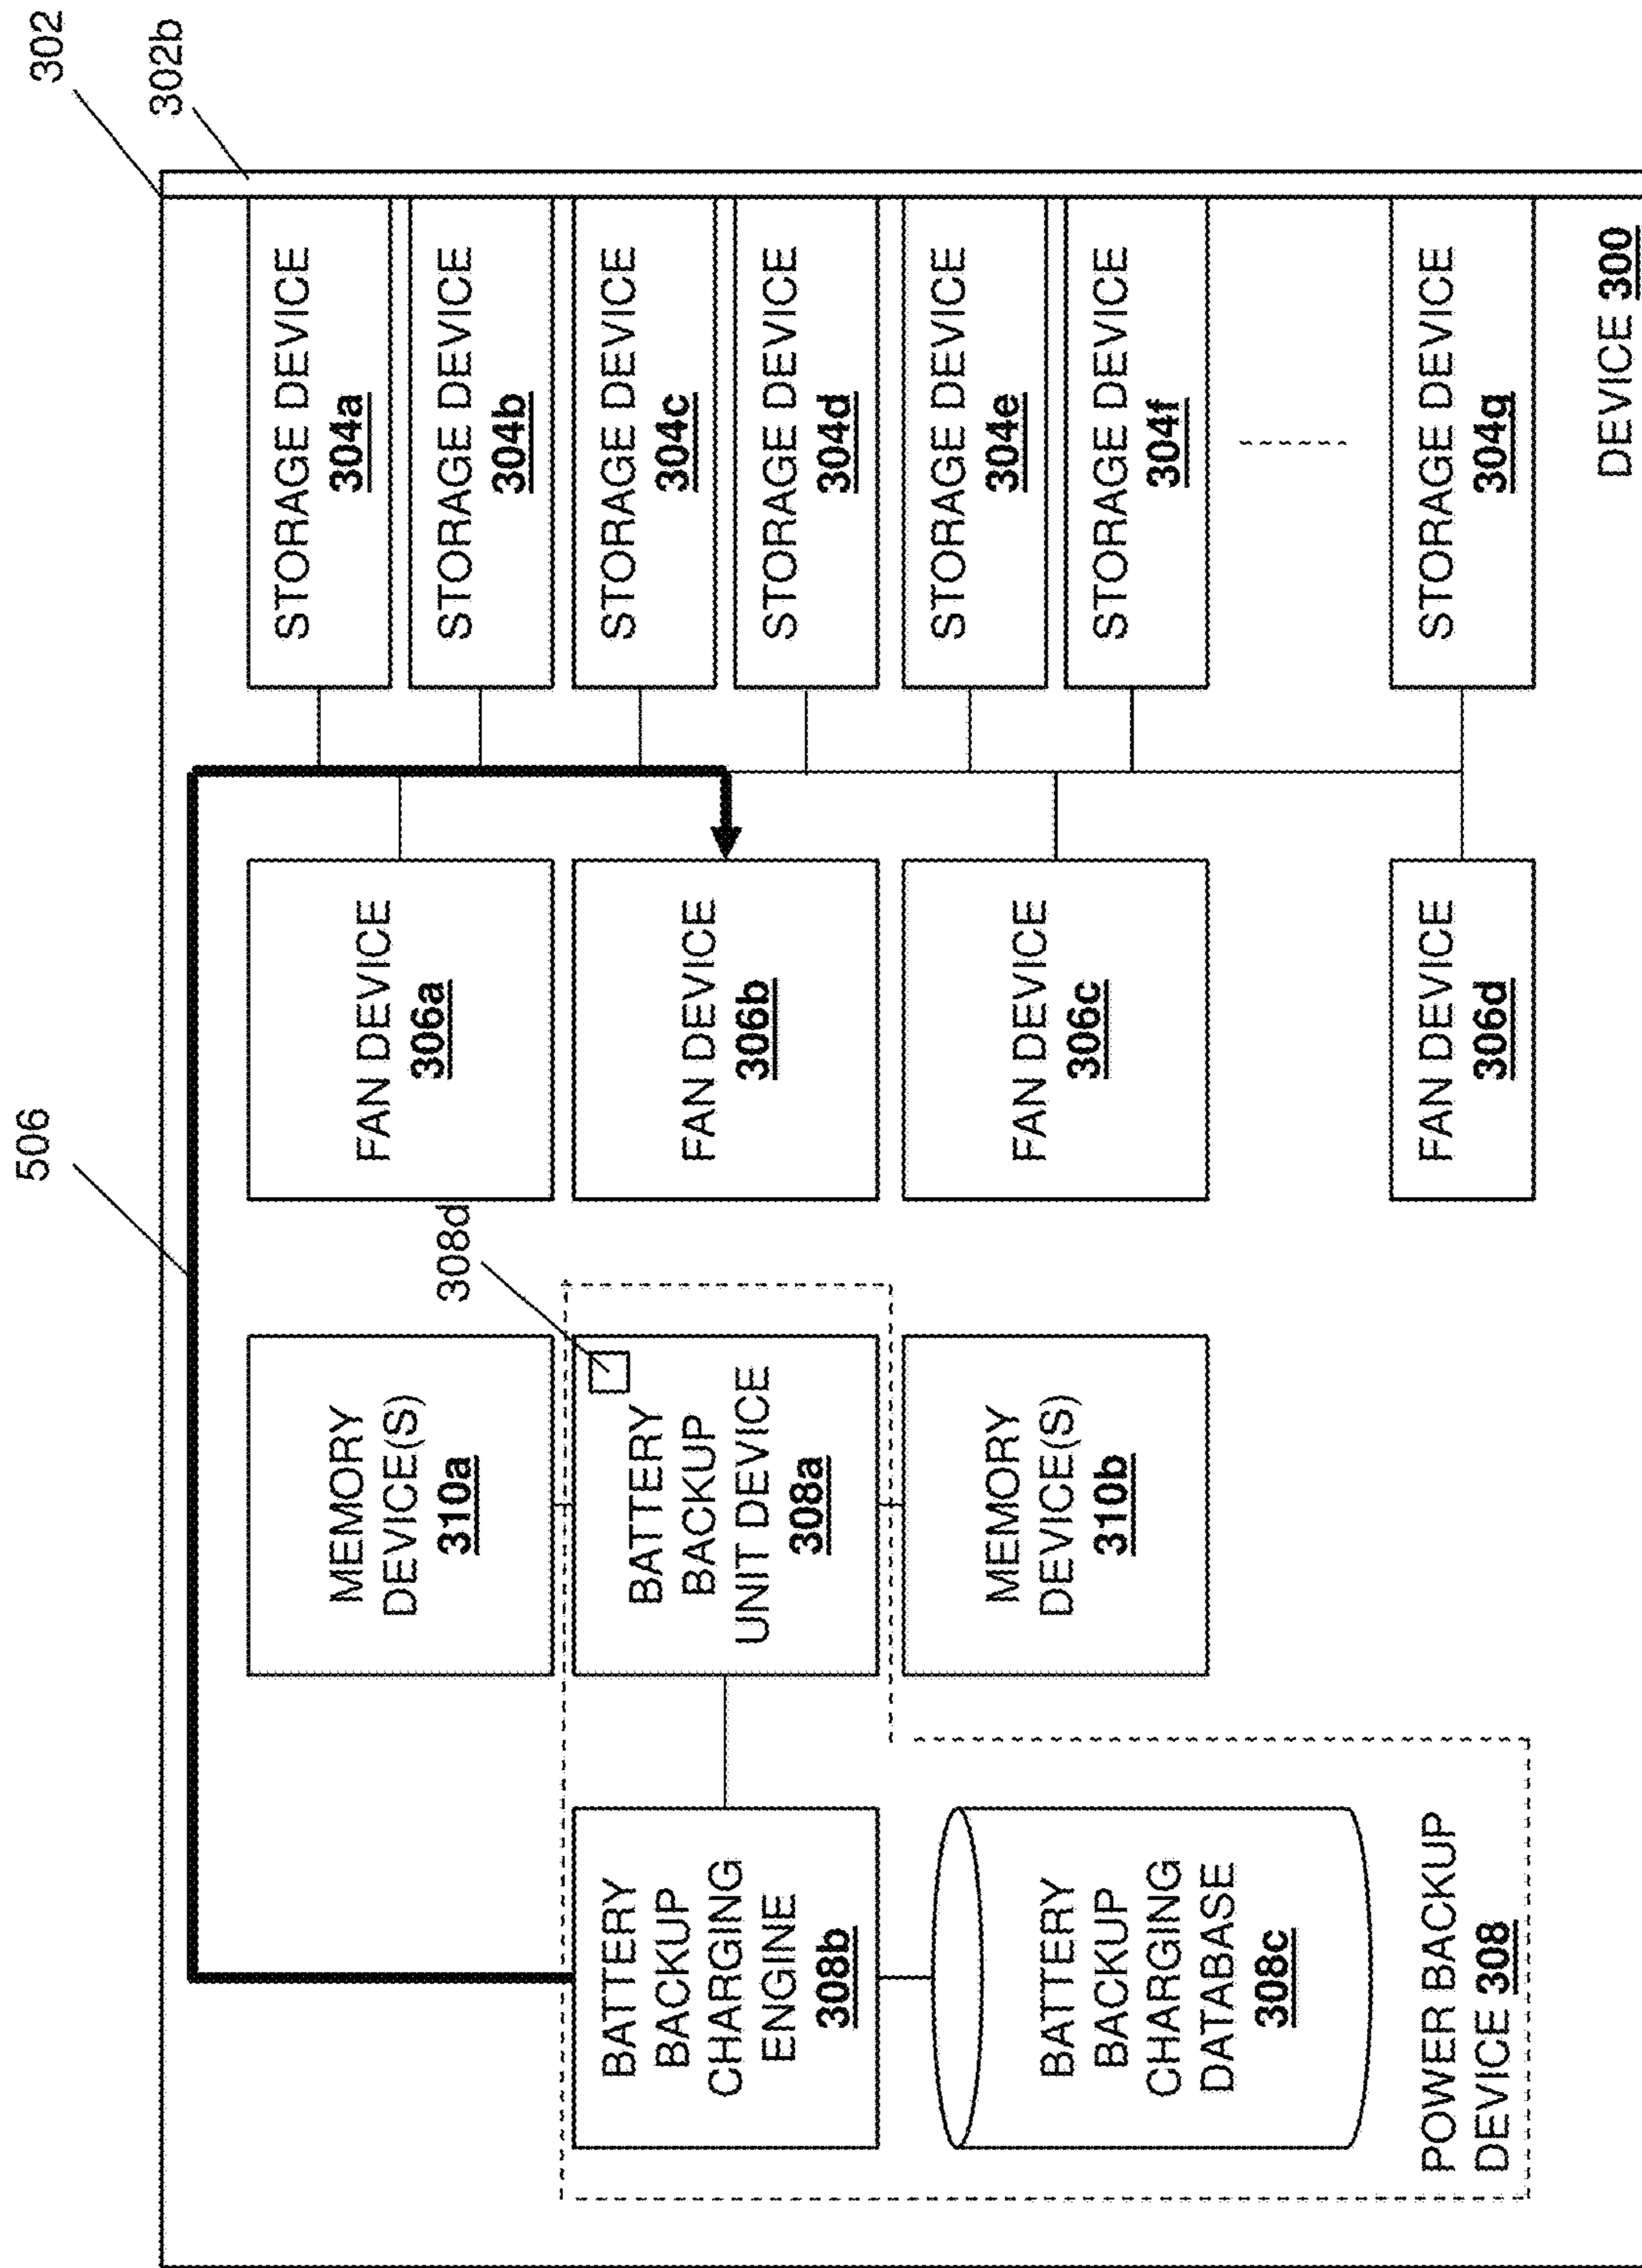 506
302
302b
308d
BATTERY
BACKUP
CHARGING
ENGINE
308b
BATTERY
BACKUP
CHARGING
DATABASE
308c
POWER BACKUP
DEVICE 308
MEMORY
DEVICE(S)
310a
BATTERY
BACKUP
UNIT DEVICE
308a
MEMORY
DEVICE(S)
310b
FAN DEVICE
306a
FAN DEVICE
306b
FAN DEVICE
306c
FAN DEVICE
306d
STORAGE DEVICE
304a
STORAGE DEVICE
304b
STORAGE DEVICE
304c
STORAGE DEVICE
304d
STORAGE DEVICE
304e
STORAGE DEVICE
304f
STORAGE DEVICE
304g
DEVICE 300